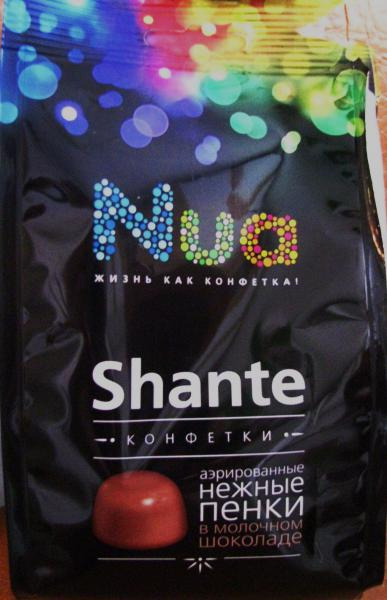 Nua
ЖИЗНЬ КАК КОНФЕТКА!
Shante
КОНФЕТКИ
аэрированные
нежные
пенки
в молочном
шоколаде